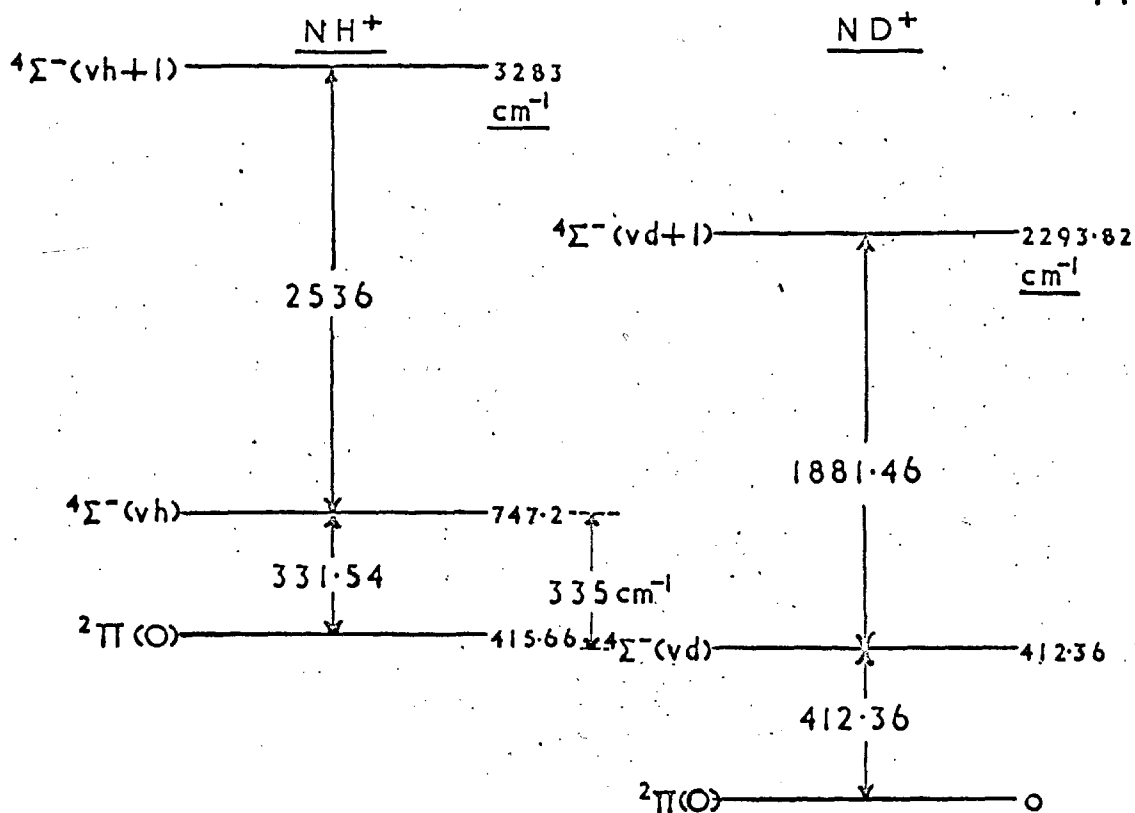 NH+
⁴Σ⁻(vh+1) 3283
cm⁻¹
2536
⁴Σ⁻(vh) 747·2
331·54
335 cm⁻¹
²Π(O) 415·66
ND+
⁴Σ⁻(vd+1) 2293·82
cm⁻¹
1881·46
⁴Σ⁻(vd) 412·36
412·36
²Π(O) O